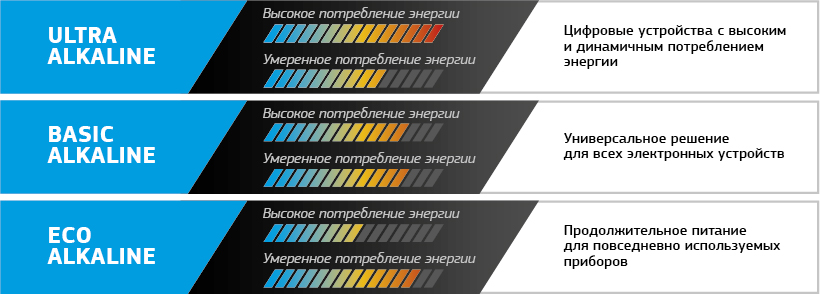 ULTRA
ALKALINE
Высокое потребление энергии
Умеренное потребление энергии
Цифровые устройства с высоким
и динамичным потреблением
энергии
BASIC
ALKALINE
Высокое потребление энергии
Умеренное потребление энергии
Универсальное решение
для всех электронных устройств
ECO
ALKALINE
Высокое потребление энергии
Умеренное потребление энергии
Продолжительное питание
для повседневно используемых
приборов